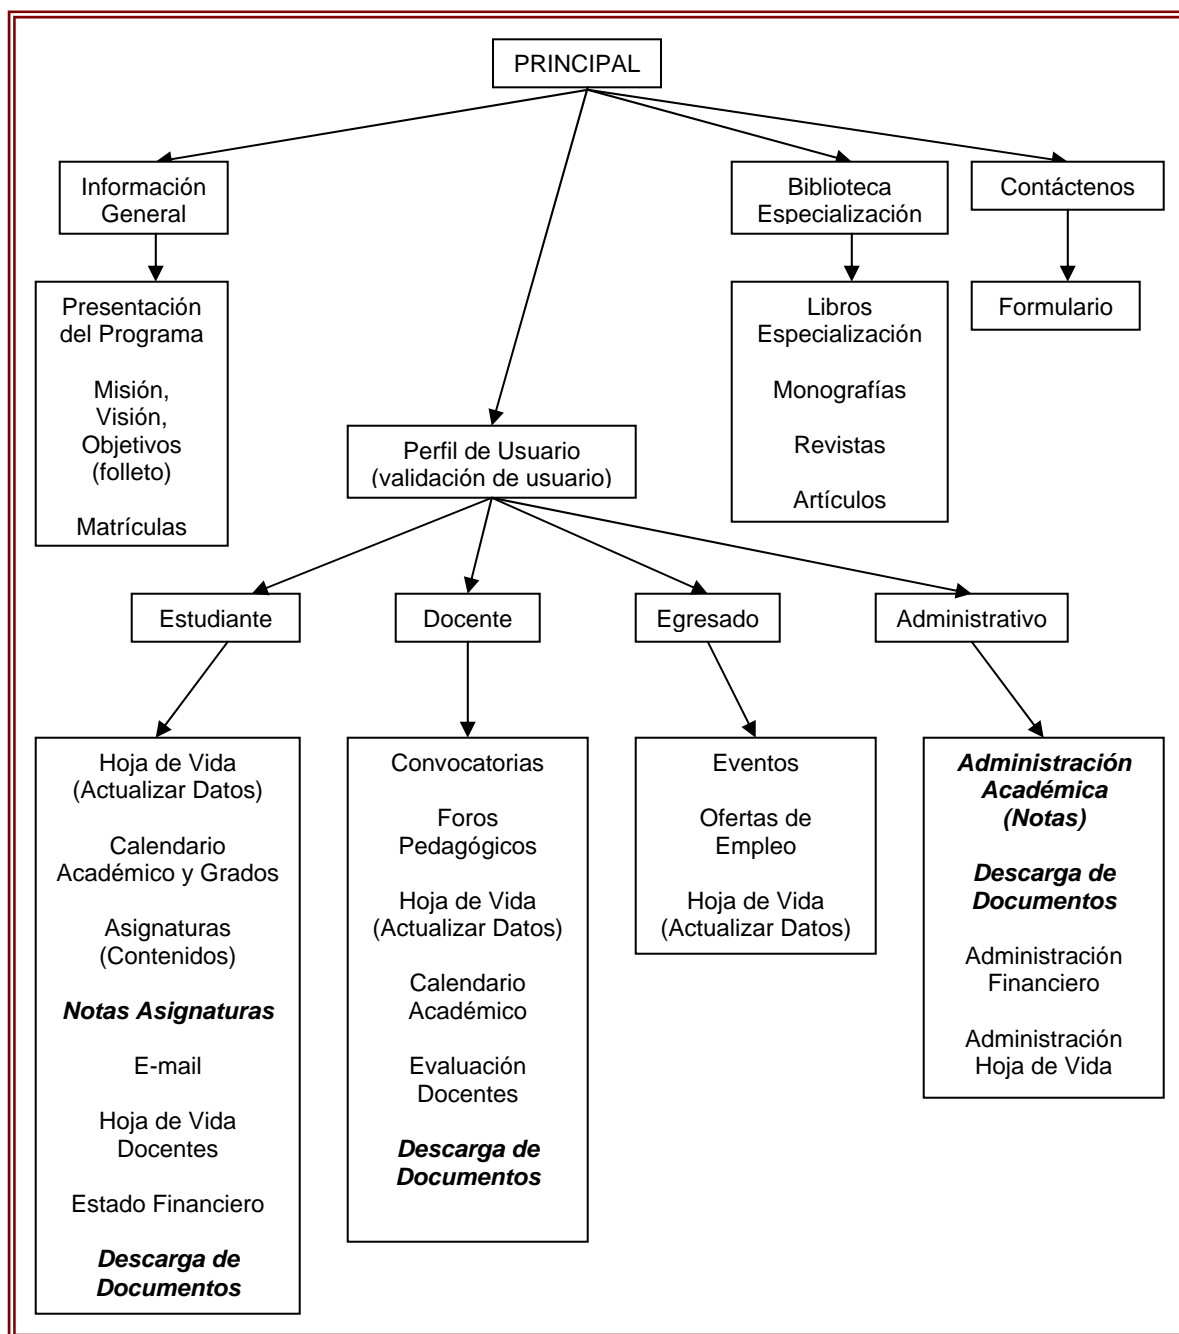 PRINCIPAL
Información
General
Biblioteca
Especialización
Contáctenos
Presentación
del Programa
Misión,
Visión,
Objetivos
(folleto)
Matrículas
Libros
Especialización
Monografías
Revistas
Artículos
Formulario
Perfil de Usuario
(validación de usuario)
Estudiante
Docente
Egresado
Administrativo
Hoja de Vida
(Actualizar Datos)
Calendario
Académico y Grados
Asignaturas
(Contenidos)
Notas Asignaturas
E-mail
Hoja de Vida
Docentes
Estado Financiero
Descarga de
Documentos
Convocatorias
Foros
Pedagógicos
Hoja de Vida
(Actualizar Datos)
Calendario
Académico
Evaluación
Docentes
Descarga de
Documentos
Eventos
Ofertas de
Empleo
Hoja de Vida
(Actualizar Datos)
Administración
Académica
(Notas)
Descarga de
Documentos
Administración
Financiero
Administración
Hoja de Vida